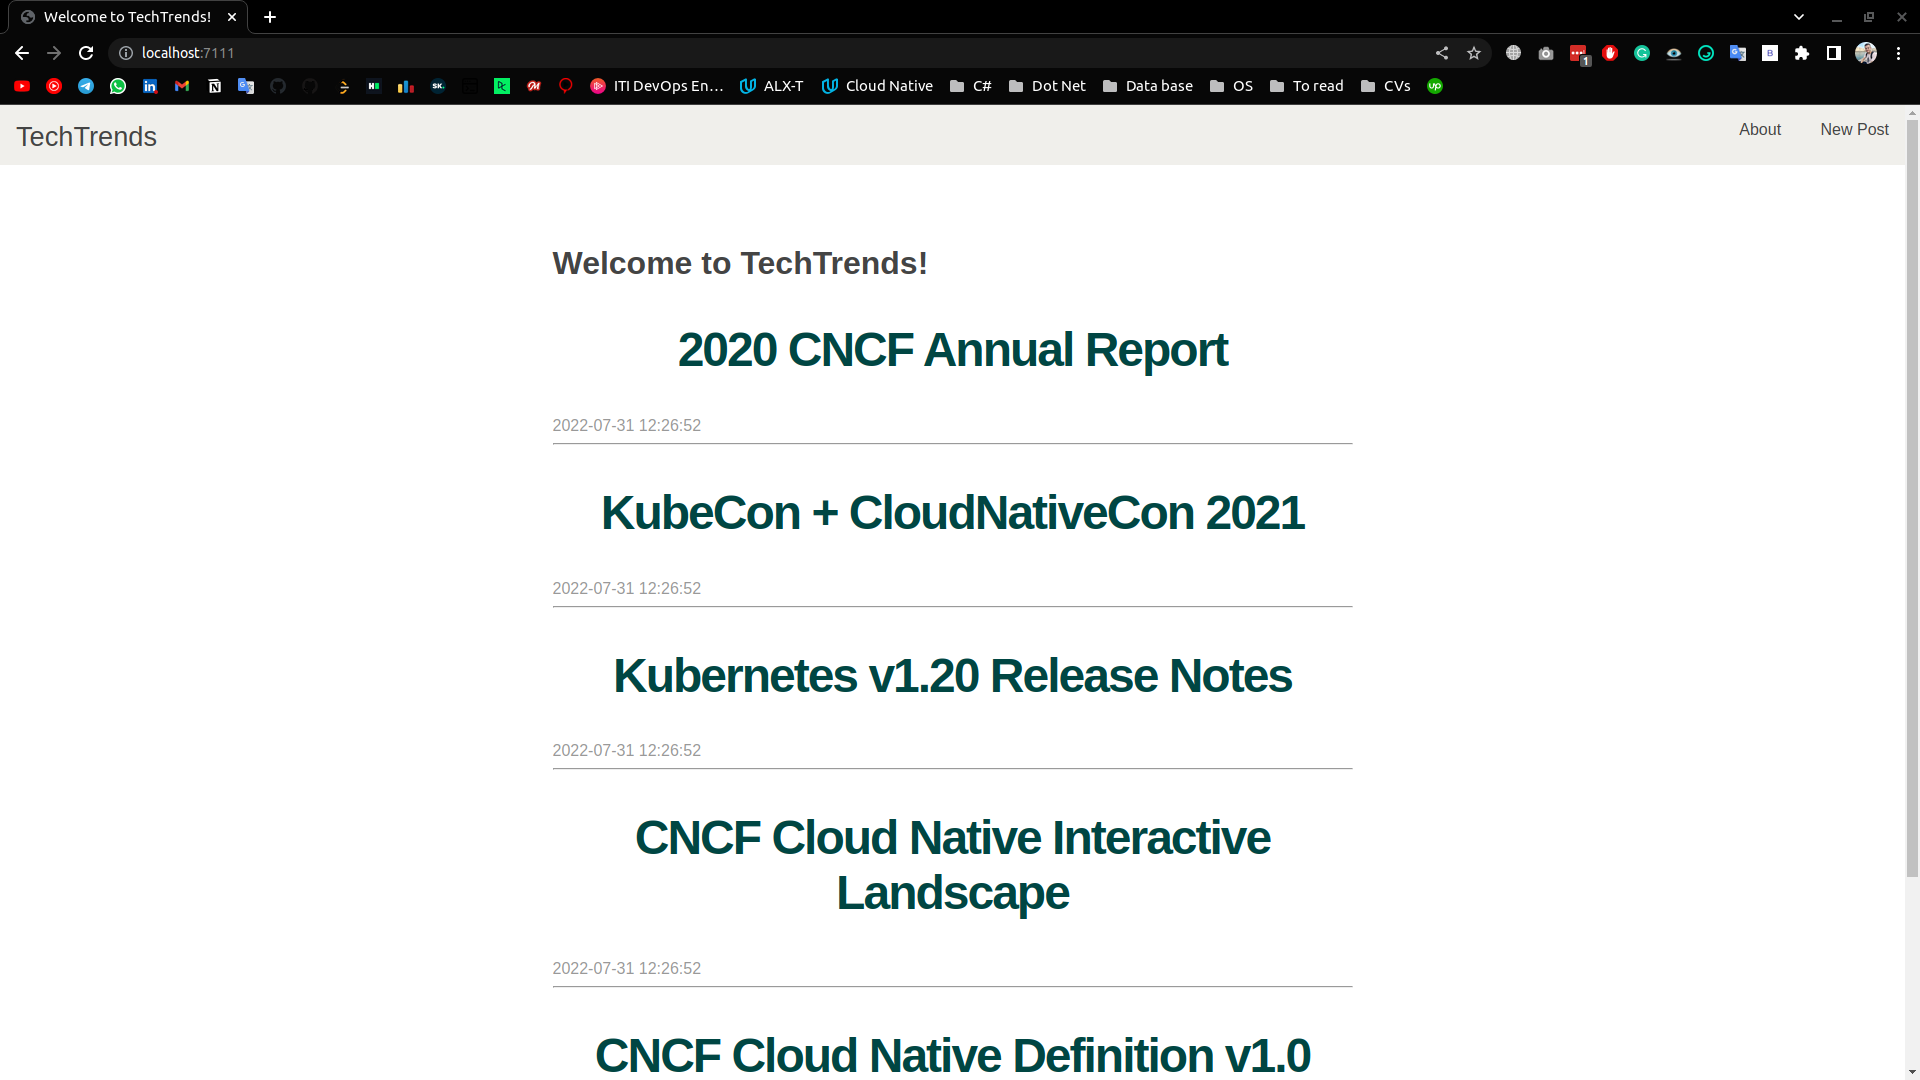 Welcome to TechTrends!
localhost:7111
1
ITI DevOps En...
ALX-T
Cloud Native
C#
Dot Net
Data base
OS
To read
CVs
TechTrends
About
New Post
Welcome to TechTrends!
2020 CNCF Annual Report
2022-07-31 12:26:52
KubeCon + CloudNativeCon 2021
2022-07-31 12:26:52
Kubernetes v1.20 Release Notes
2022-07-31 12:26:52
CNCF Cloud Native Interactive
Landscape
2022-07-31 12:26:52
CNCF Cloud Native Definition v1.0